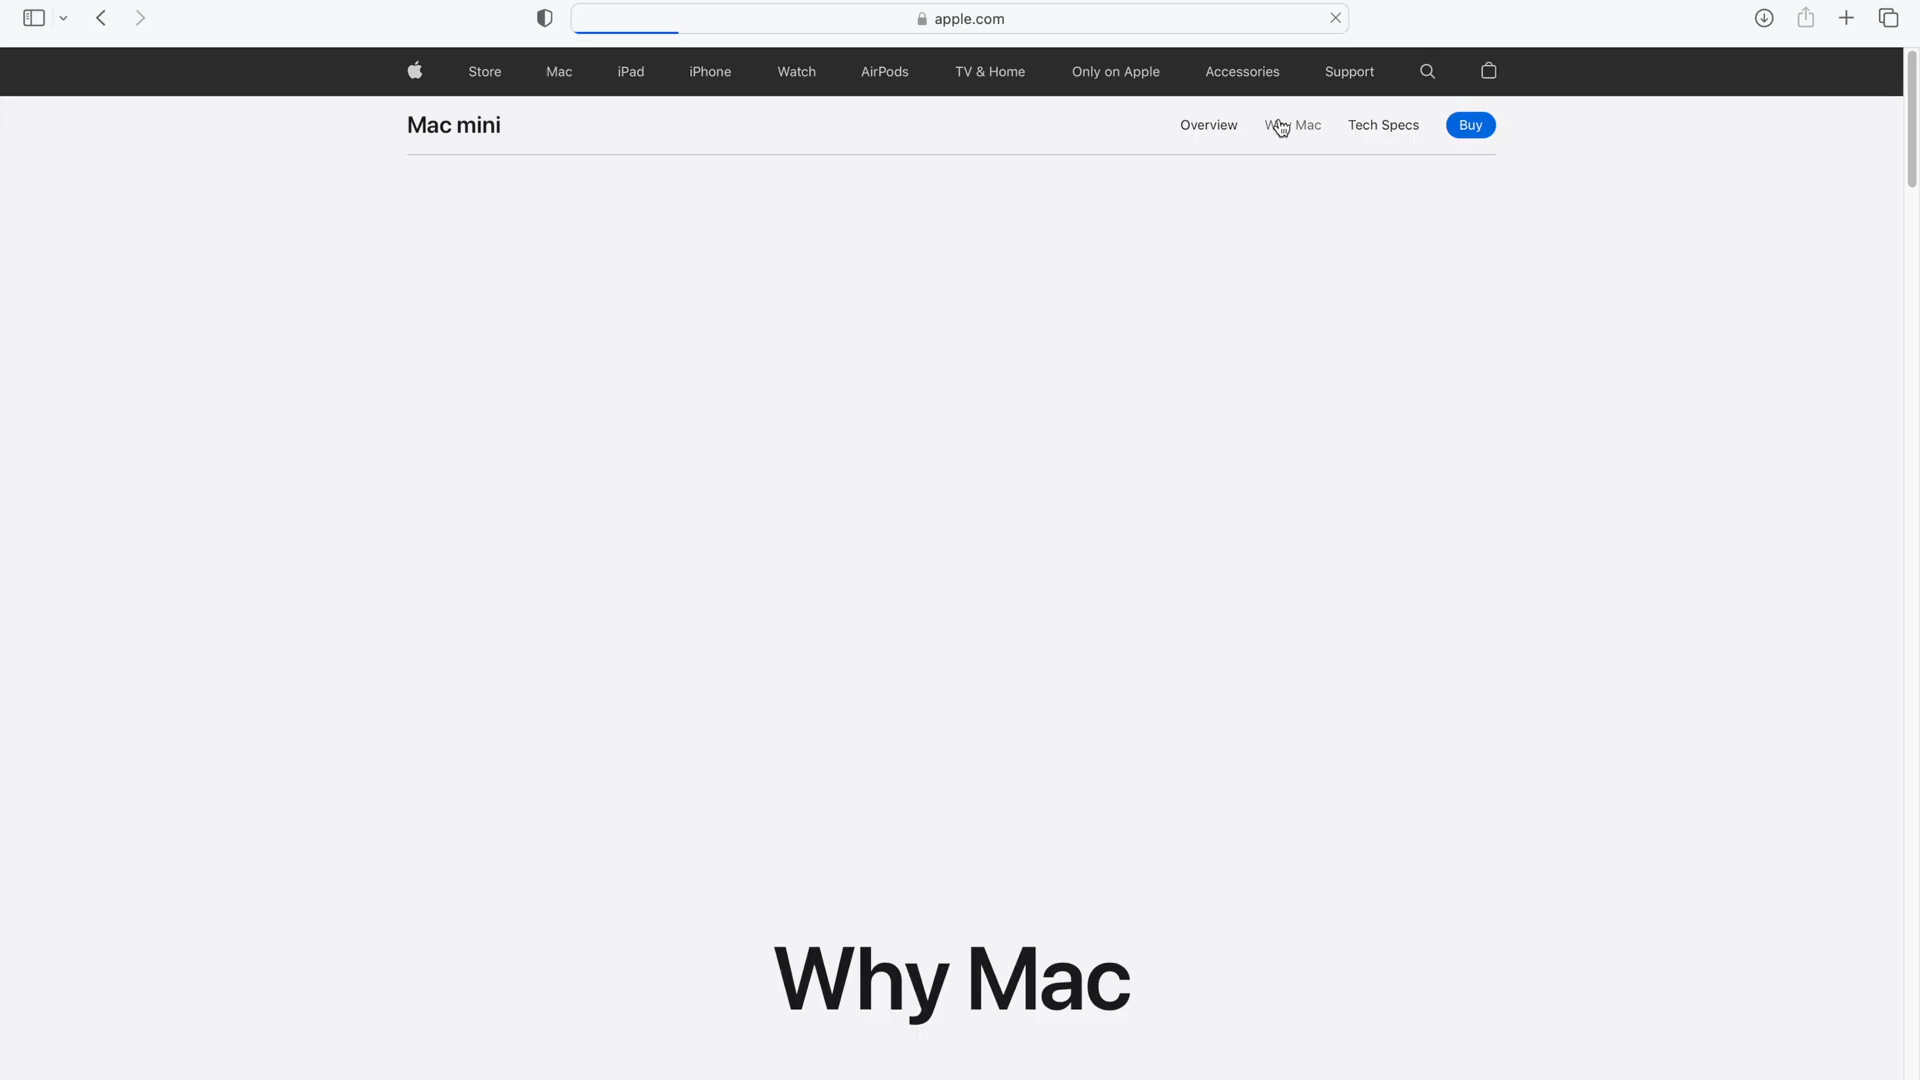 apple.com
Store Mac iPad iPhone Watch AirPods TV & Home Only on Apple Accessories Support
Mac mini Overview Why Mac Tech Specs Buy
Why Mac